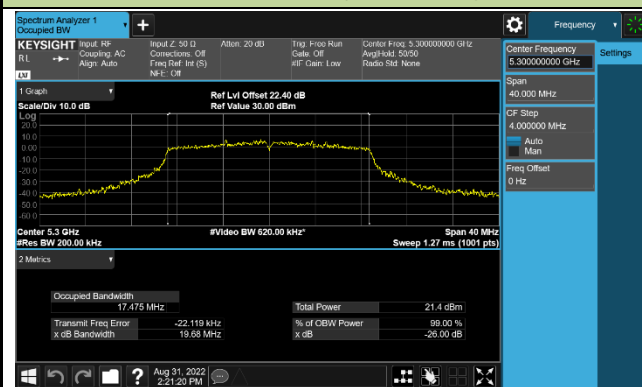 Spectrum Analyzer 1
Occupied BW
Frequency
KEYSIGHT
RL
LXI
Input: RF
Coupling: AC
Align: Auto
Input Z: 50 Ω
Corrections: Off
Freq Ref: Int (S)
NFE: Off
Atten: 20 dB
Trig: Free Run
Gate: Off
#IF Gain: Low
Center Freq: 5.300000000 GHz
Avg|Hold: 50/50
Radio Std: None
Center Frequency
5.300000000 GHz
Settings
Span
40.000 MHz
CF Step
4.000000 MHz
Auto
Man
Freq Offset
0 Hz
1 Graph
Scale/Div 10.0 dB
Ref Lvl Offset 22.40 dB
Ref Value 30.00 dBm
Log
20.0
10.0
0.00
-10.0
-20.0
-30.0
-40.0
-50.0
-60.0
Center 5.3 GHz
#Res BW 200.00 kHz
#Video BW 620.00 kHz*
Span 40 MHz
Sweep 1.27 ms (1001 pts)
2 Metrics
Occupied Bandwidth
17.475 MHz
Total Power 21.4 dBm
Transmit Freq Error -22.119 kHz
% of OBW Power 99.00 %
x dB Bandwidth 19.68 MHz
x dB -26.00 dB
Aug 31, 2022
2:21:20 PM